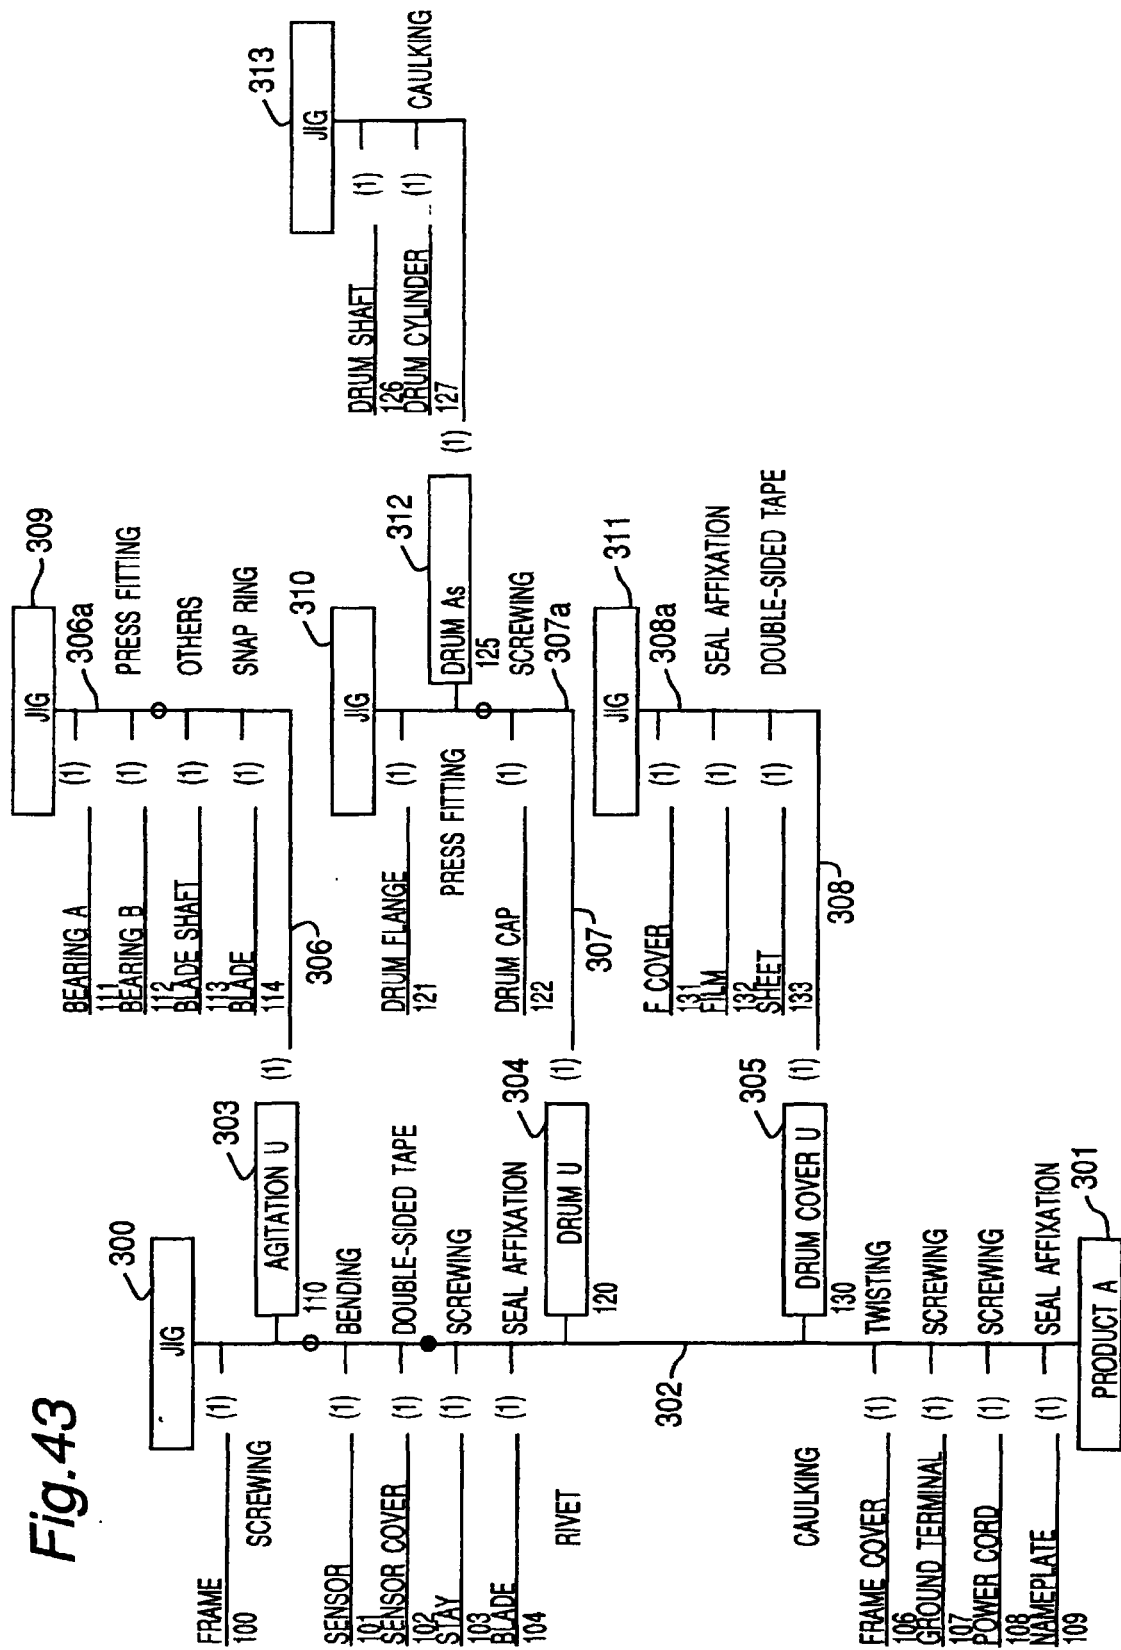 Fig.43
300
JIG
FRAME (1)
100
SCREWING
303
AGITATION U (1)
110
SENSOR (1) BENDING
101
SENSOR COVER (1) DOUBLE-SIDED TAPE
102
STAY (1) SCREWING
103
BLADE (1) SEAL AFFIXATION
104
304
RIVET DRUM U (1)
120
302
305
CAULKING DRUM COVER U (1)
130
FRAME COVER (1) TWISTING
106
GROUND TERMINAL (1) SCREWING
107
POWER CORD (1) SCREWING
108
NAMEPLATE (1) SEAL AFFIXATION
109
301
PRODUCT A
309
JIG
306a
BEARING A (1)
111
BEARING B (1) PRESS FITTING
112
BLADE SHAFT (1) OTHERS
113
BLADE (1) SNAP RING
114
306
310
JIG
DRUM FLANGE (1)
121
PRESS FITTING
312
DRUM As (1)
125
DRUM CAP (1) SCREWING
122
307a
307
311
JIG
308a
F COVER (1)
131
FILM (1) SEAL AFFIXATION
132
SHEET (1) DOUBLE-SIDED TAPE
133
308
313
JIG
DRUM SHAFT (1)
126
DRUM CYLINDER (1) CAULKING
127